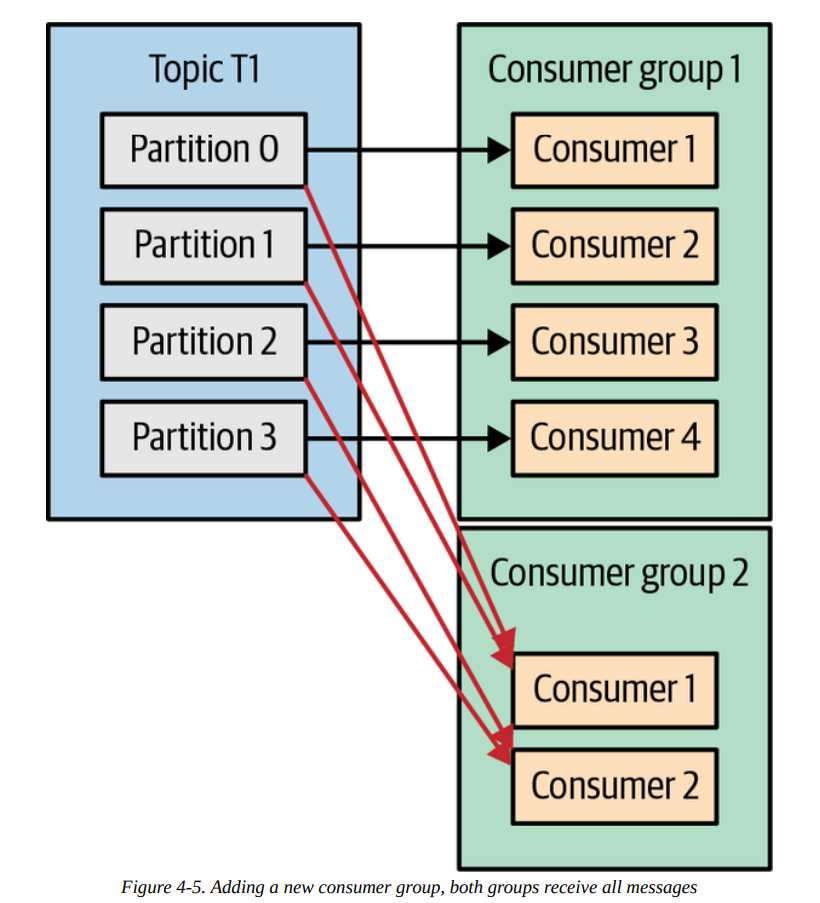 Topic T1
Partition 0
Partition 1
Partition 2
Partition 3
Consumer group 1
Consumer 1
Consumer 2
Consumer 3
Consumer 4
Consumer group 2
Consumer 1
Consumer 2
Figure 4-5. Adding a new consumer group, both groups receive all messages